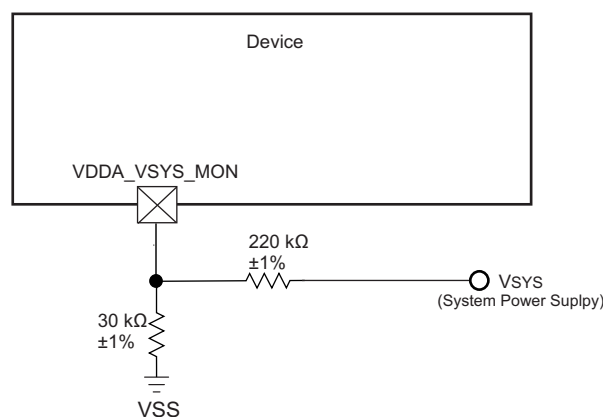 Device
VDDA_VSYS_MON
220 kΩ
±1%
VSYS
(System Power Suplpy)
30 kΩ
±1%
VSS